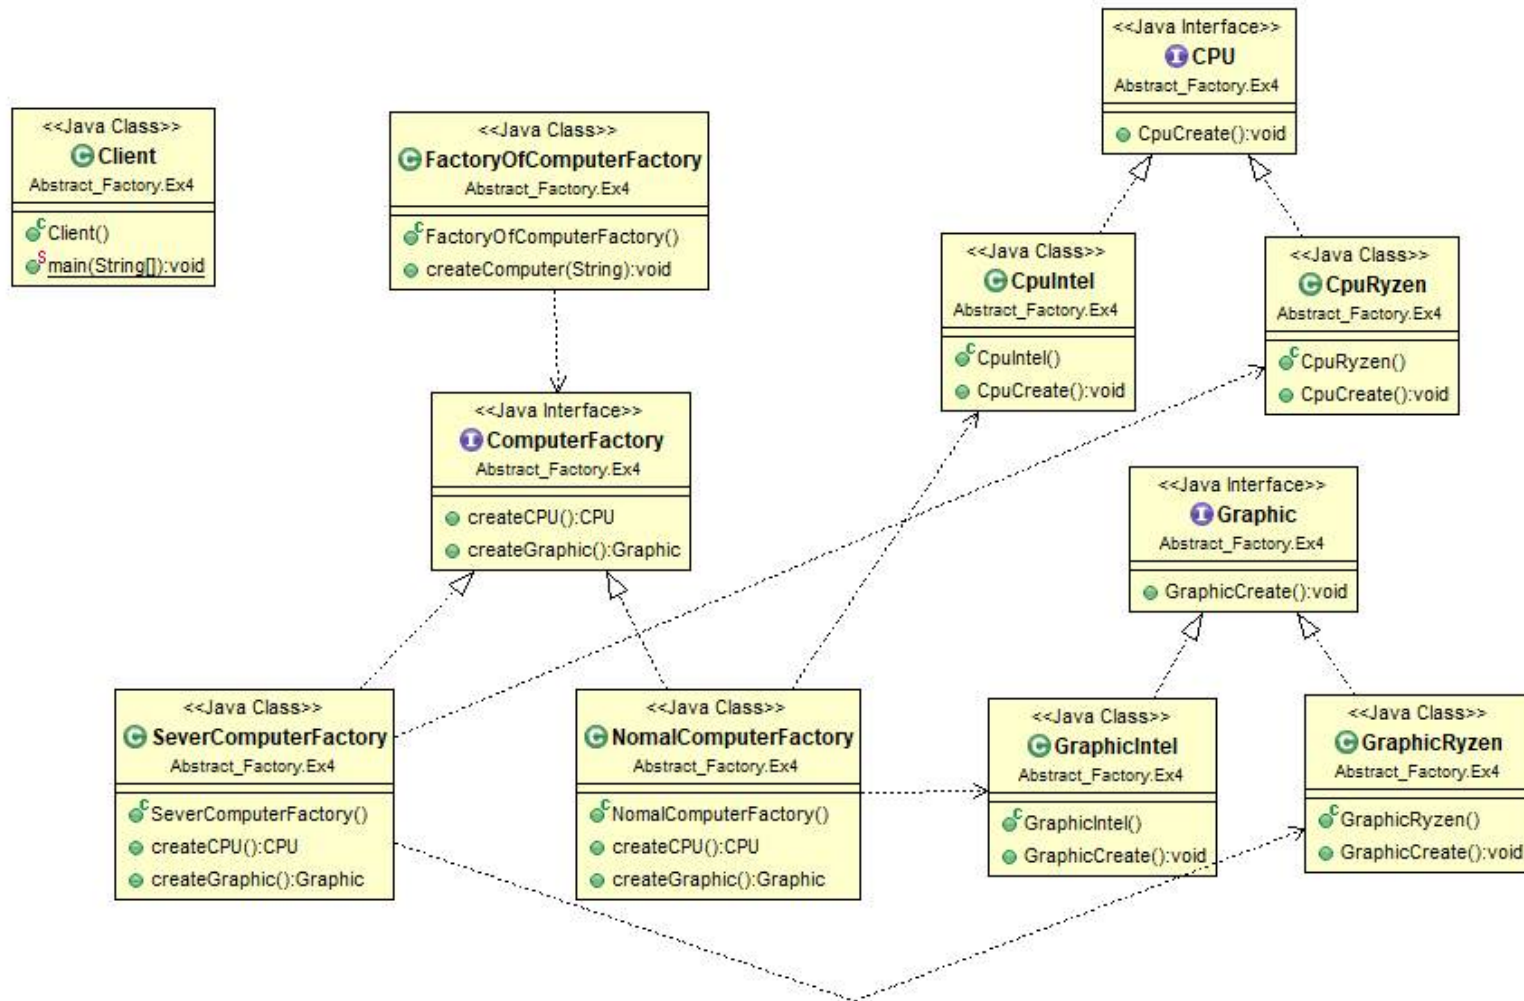 <<Java Interface>>
CPU
Abstract_Factory.Ex4
CpuCreate():void
<<Java Class>>
Client
Abstract_Factory.Ex4
Client()
main(String[]):void
<<Java Class>>
FactoryOfComputerFactory
Abstract_Factory.Ex4
FactoryOfComputerFactory()
createComputer(String):void
<<Java Class>>
CpuIntel
Abstract_Factory.Ex4
CpuIntel()
CpuCreate():void
<<Java Class>>
CpuRyzen
Abstract_Factory.Ex4
CpuRyzen()
CpuCreate():void
<<Java Interface>>
ComputerFactory
Abstract_Factory.Ex4
createCPU():CPU
createGraphic():Graphic
<<Java Interface>>
Graphic
Abstract_Factory.Ex4
GraphicCreate():void
<<Java Class>>
SeverComputerFactory
Abstract_Factory.Ex4
SeverComputerFactory()
createCPU():CPU
createGraphic():Graphic
<<Java Class>>
NomalComputerFactory
Abstract_Factory.Ex4
NomalComputerFactory()
createCPU():CPU
createGraphic():Graphic
<<Java Class>>
GraphicIntel
Abstract_Factory.Ex4
GraphicIntel()
GraphicCreate():void
<<Java Class>>
GraphicRyzen
Abstract_Factory.Ex4
GraphicRyzen()
GraphicCreate():void